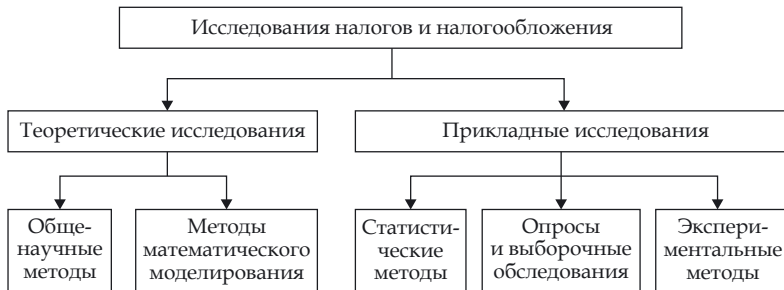 Исследования налогов и налогообложения
Теоретические исследования
Прикладные исследования
Обще-
научные
методы
Методы
математического
моделирования
Статисти-
ческие
методы
Опросы
и выборочные
обследования
Экспери-
ментальные
методы